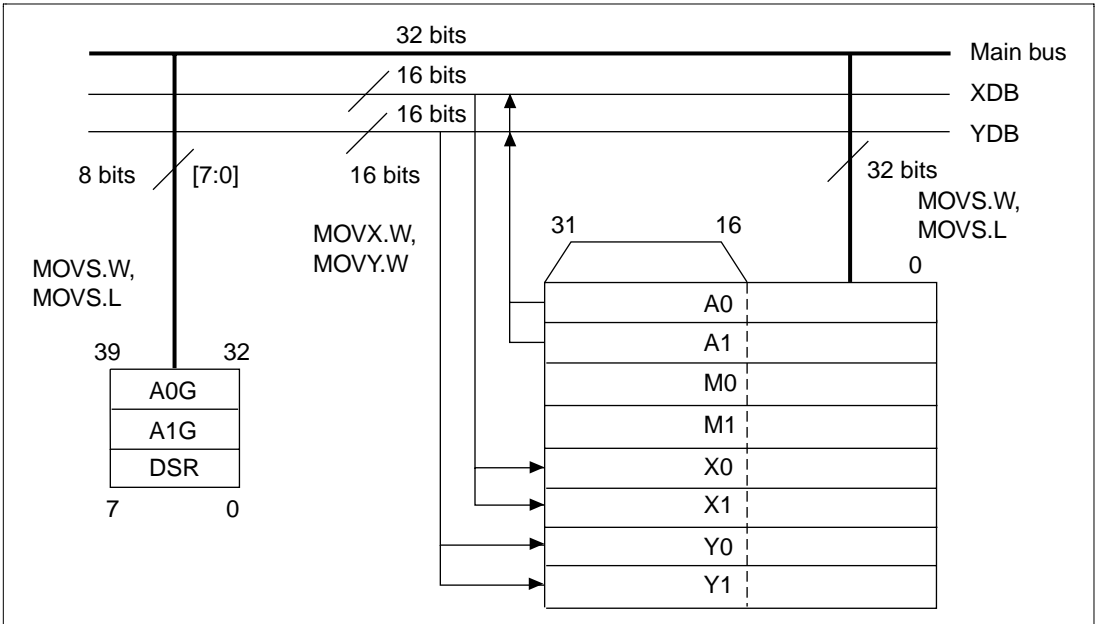 32 bits
Main bus
16 bits
XDB
16 bits
YDB
8 bits
[7:0]
16 bits
32 bits
MOVX.W,
MOVY.W
MOVS.W,
MOVS.L
MOVS.W,
MOVS.L
31
16
0
39
32
A0G
A1G
DSR
7
0
A0
A1
M0
M1
X0
X1
Y0
Y1